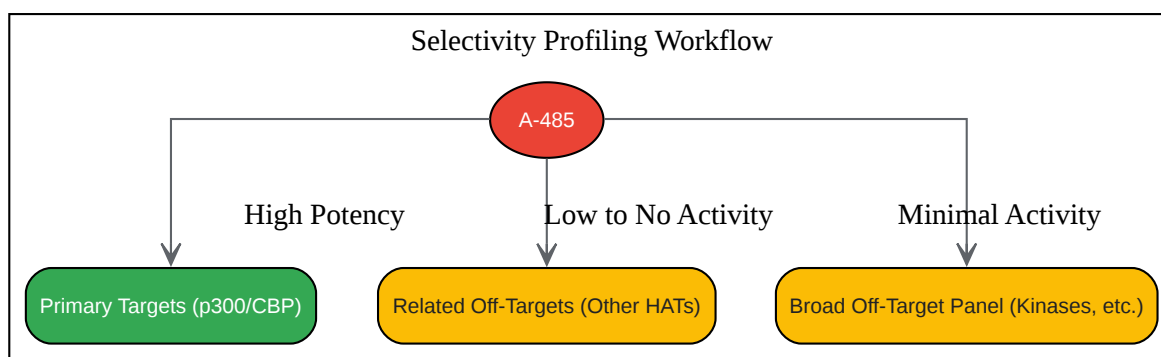 Selectivity Profiling Workflow
A-485
High Potency
Low to No Activity
Minimal Activity
Primary Targets (p300/CBP)
Related Off-Targets (Other HATs)
Broad Off-Target Panel (Kinases, etc.)